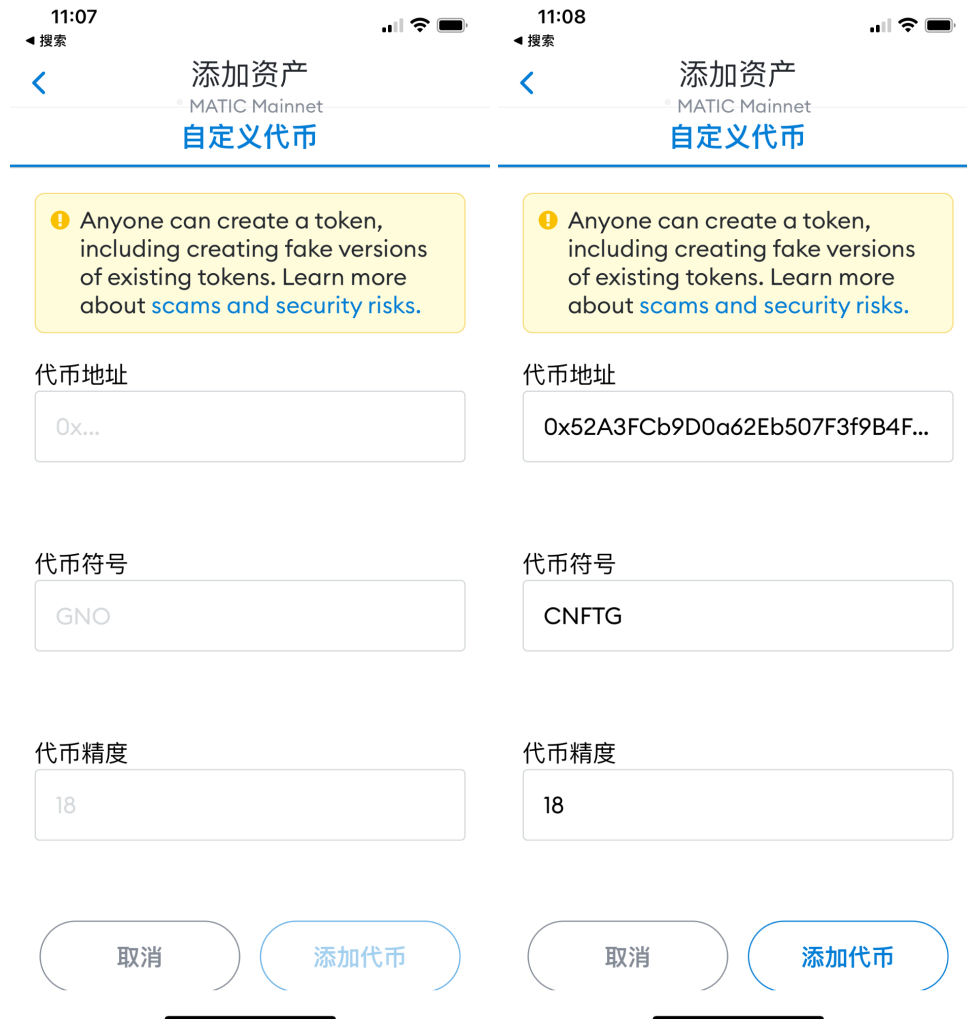 11:07
◀ 搜索
添加资产
MATIC Mainnet
自定义代币
Anyone can create a token,
including creating fake versions
of existing tokens. Learn more
about scams and security risks.
代币地址
0x...
代币符号
GNO
代币精度
18
取消
添加代币
11:08
◀ 搜索
添加资产
MATIC Mainnet
自定义代币
Anyone can create a token,
including creating fake versions
of existing tokens. Learn more
about scams and security risks.
代币地址
0x52A3FCb9D0a62Eb507F3f9B4F...
代币符号
CNFTG
代币精度
18
取消
添加代币